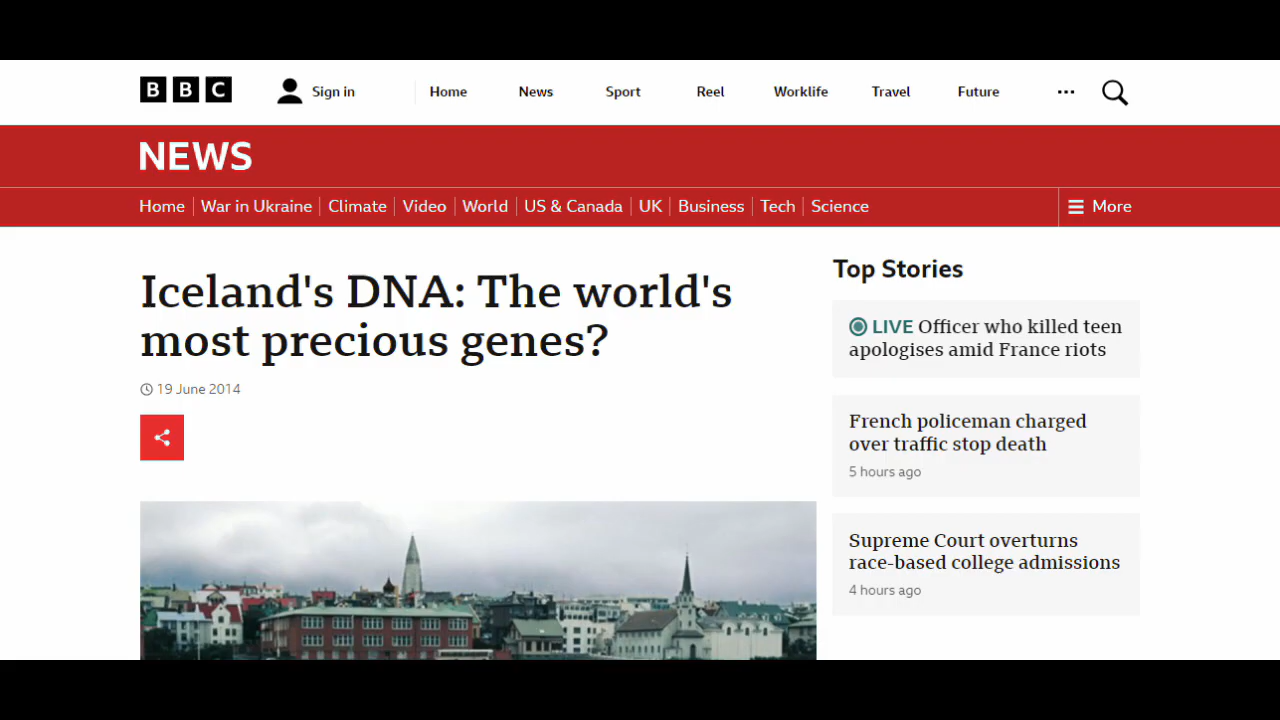 BBC
Sign in
Home
News
Sport
Reel
Worklife
Travel
Future
NEWS
Home
War in Ukraine
Climate
Video
World
US & Canada
UK
Business
Tech
Science
More
Iceland's DNA: The world's
most precious genes?
19 June 2014
Top Stories
LIVE Officer who killed teen
apologises amid France riots
French policeman charged
over traffic stop death
5 hours ago
Supreme Court overturns
race-based college admissions
4 hours ago